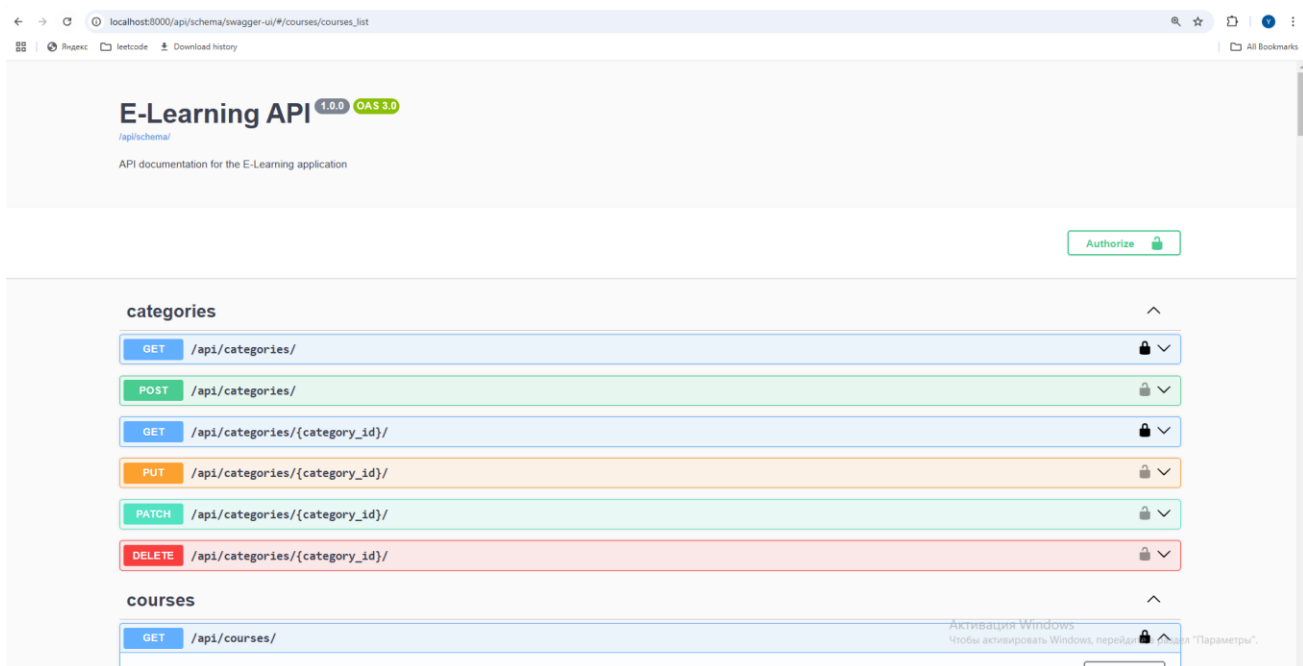 localhost:8000/api/schema/swagger-ui/#/courses/courses_list
Y
Яндекс leetcode Download history All Bookmarks
E-Learning API 1.0.0 OAS 3.0
/api/schema/
API documentation for the E-Learning application
Authorize
categories
GET /api/categories/
POST /api/categories/
GET /api/categories/{category_id}/
PUT /api/categories/{category_id}/
PATCH /api/categories/{category_id}/
DELETE /api/categories/{category_id}/
courses
Активация Windows
GET /api/courses/
Чтобы активировать Windows, перейдите в раздел "Параметры".